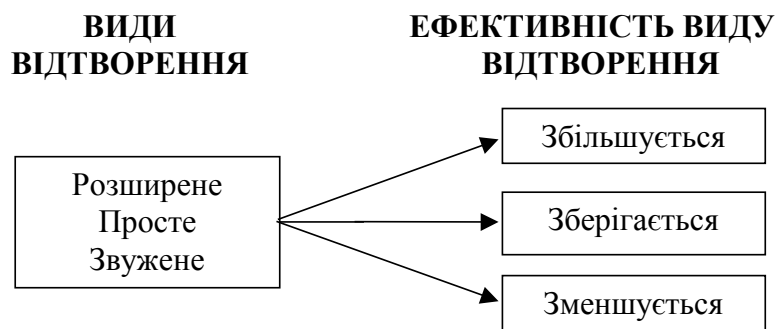 ВИДИ
ВІДТВОРЕННЯ
ЕФЕКТИВНІСТЬ ВИДУ
ВІДТВОРЕННЯ
Розширене
Просте
Звужене
Збільшується
Зберігається
Зменшується